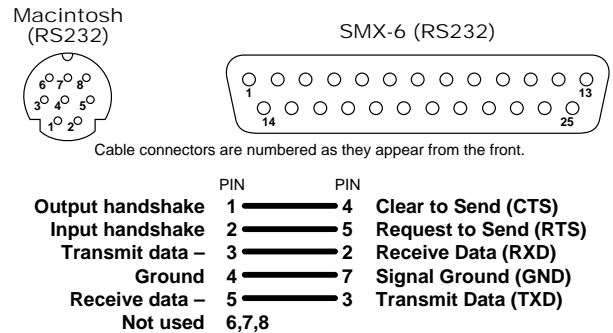 Macintosh
(RS232)
SMX-6 (RS232)
6 7 8
3 4 5
1 2
1 13
14 25
Cable connectors are numbered as they appear from the front.
PIN PIN
Output handshake 1 4 Clear to Send (CTS)
Input handshake 2 5 Request to Send (RTS)
Transmit data – 3 2 Receive Data (RXD)
Ground 4 7 Signal Ground (GND)
Receive data – 5 3 Transmit Data (TXD)
Not used 6,7,8